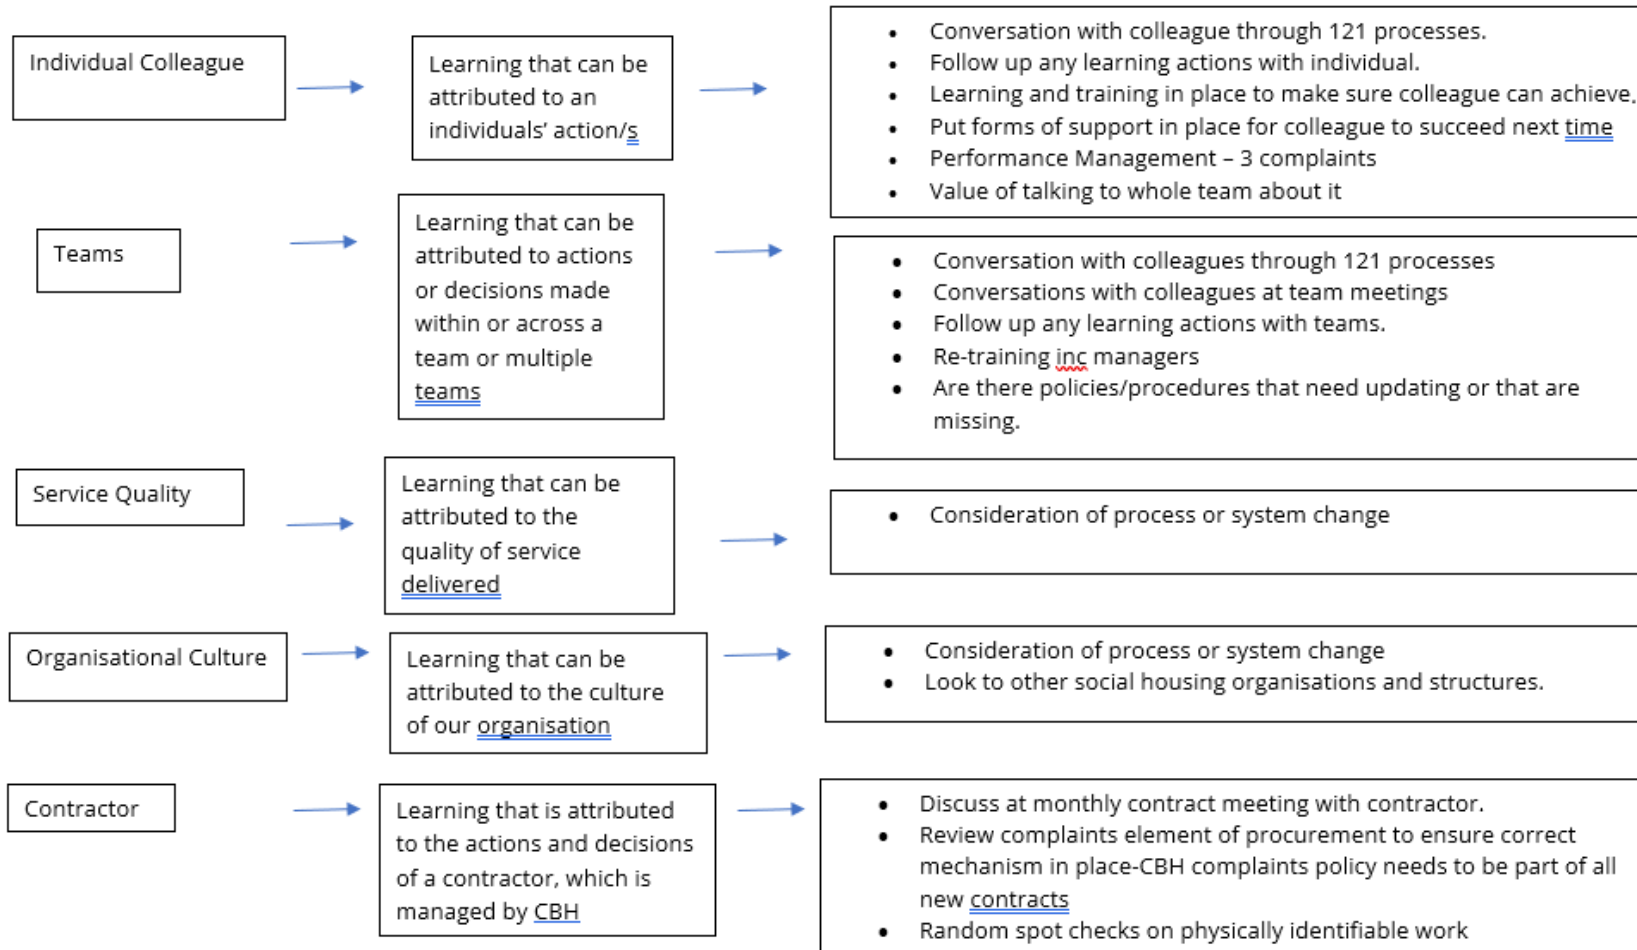 Individual Colleague
Learning that can be
attributed to an
individuals’ action/s
• Conversation with colleague through 121 processes.
• Follow up any learning actions with individual.
• Learning and training in place to make sure colleague can achieve.
• Put forms of support in place for colleague to succeed next time
• Performance Management – 3 complaints
• Value of talking to whole team about it
Teams
Learning that can be
attributed to actions
or decisions made
within or across a
team or multiple
teams
• Conversation with colleagues through 121 processes
• Conversations with colleagues at team meetings
• Follow up any learning actions with teams.
• Re-training inc managers
• Are there policies/procedures that need updating or that are
missing.
Service Quality
Learning that can be
attributed to the
quality of service
delivered
• Consideration of process or system change
Organisational Culture
Learning that can be
attributed to the culture
of our organisation
• Consideration of process or system change
• Look to other social housing organisations and structures.
Contractor
Learning that is attributed
to the actions and decisions
of a contractor, which is
managed by CBH
• Discuss at monthly contract meeting with contractor.
• Review complaints element of procurement to ensure correct
mechanism in place-CBH complaints policy needs to be part of all
new contracts
• Random spot checks on physically identifiable work